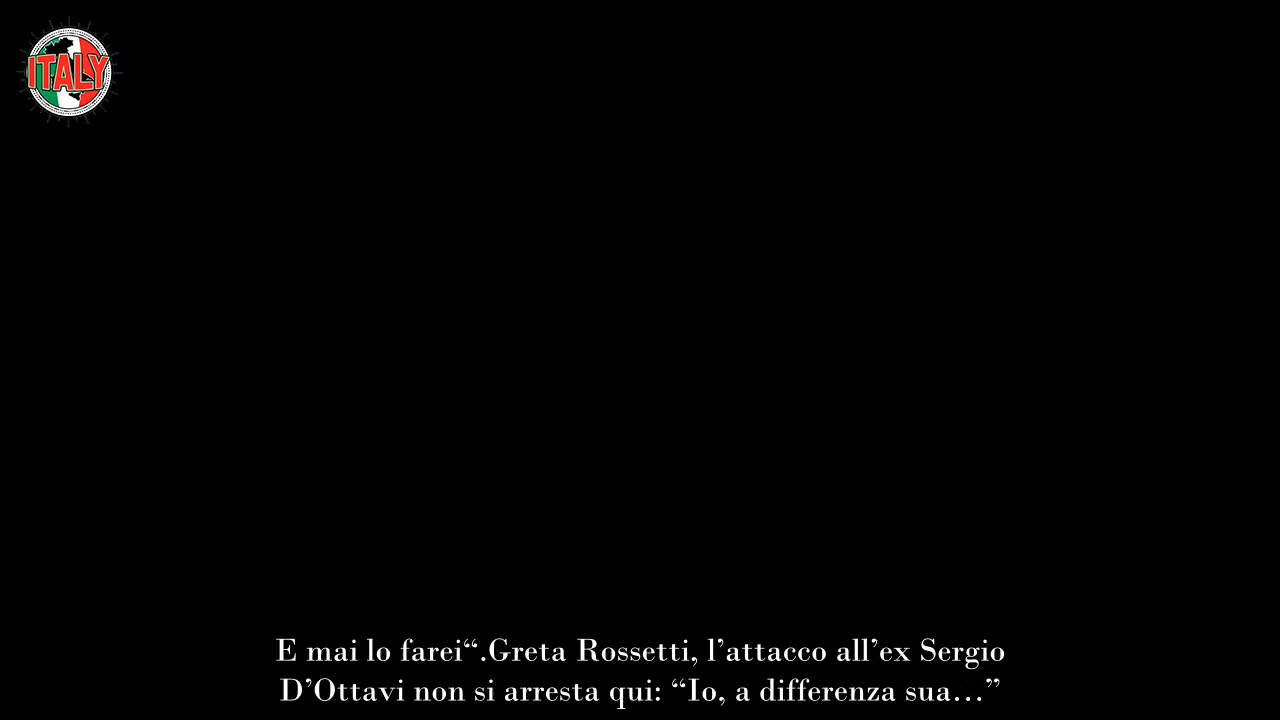 ITALY
E mai lo farei“.Greta Rossetti, l’attacco all’ex Sergio
D’Ottavi non si arresta qui: “Io, a differenza sua…”